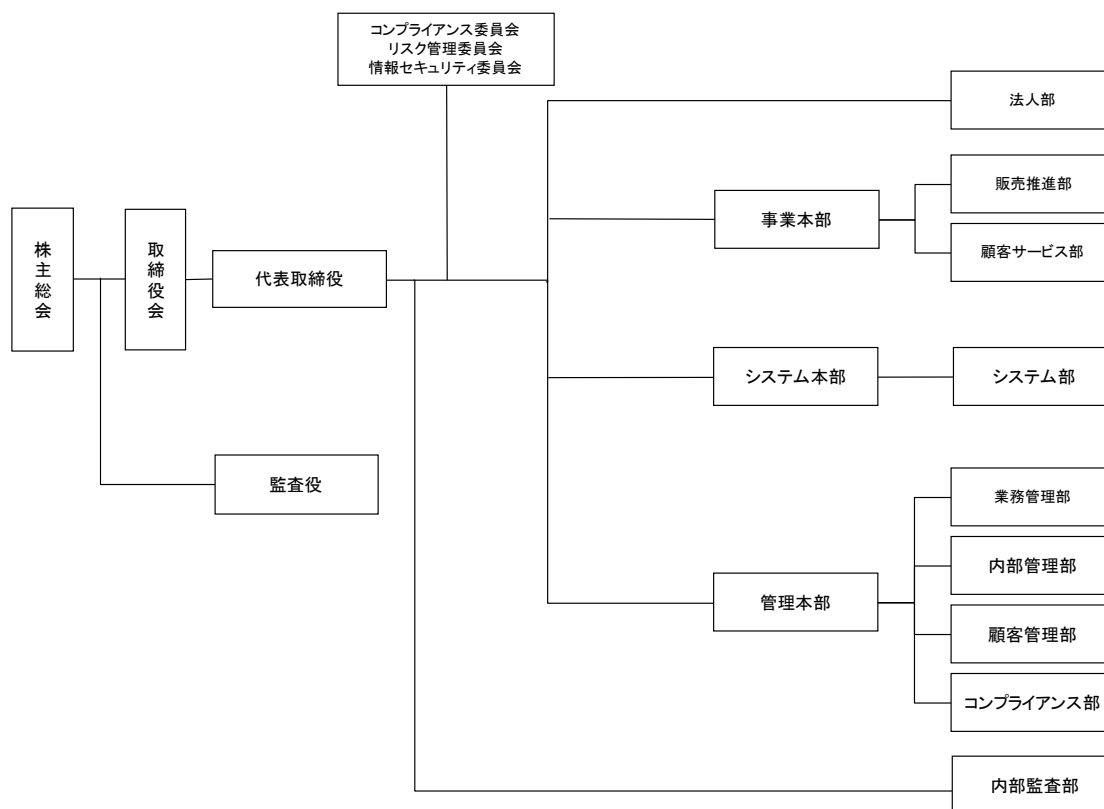 コンプライアンス委員会
リスク管理委員会
情報セキュリティ委員会
法人部
販売推進部
事業本部
顧客サービス部
株主総会
取締役会
代表取締役
システム本部
システム部
監査役
業務管理部
内部管理部
管理本部
顧客管理部
コンプライアンス部
内部監査部